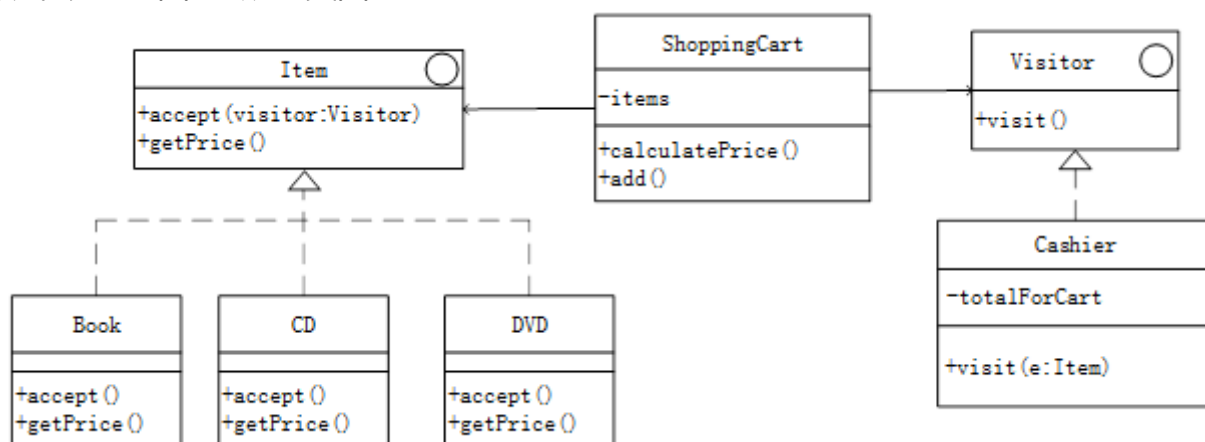 Item
+accept(visitor:Visitor)
+getPrice()
ShoppingCart
-items
+calculatePrice()
+add()
Visitor
+visit()
Book
+accept()
+getPrice()
CD
+accept()
+getPrice()
DVD
+accept()
+getPrice()
Cashier
-totalForCart
+visit(e:Item)